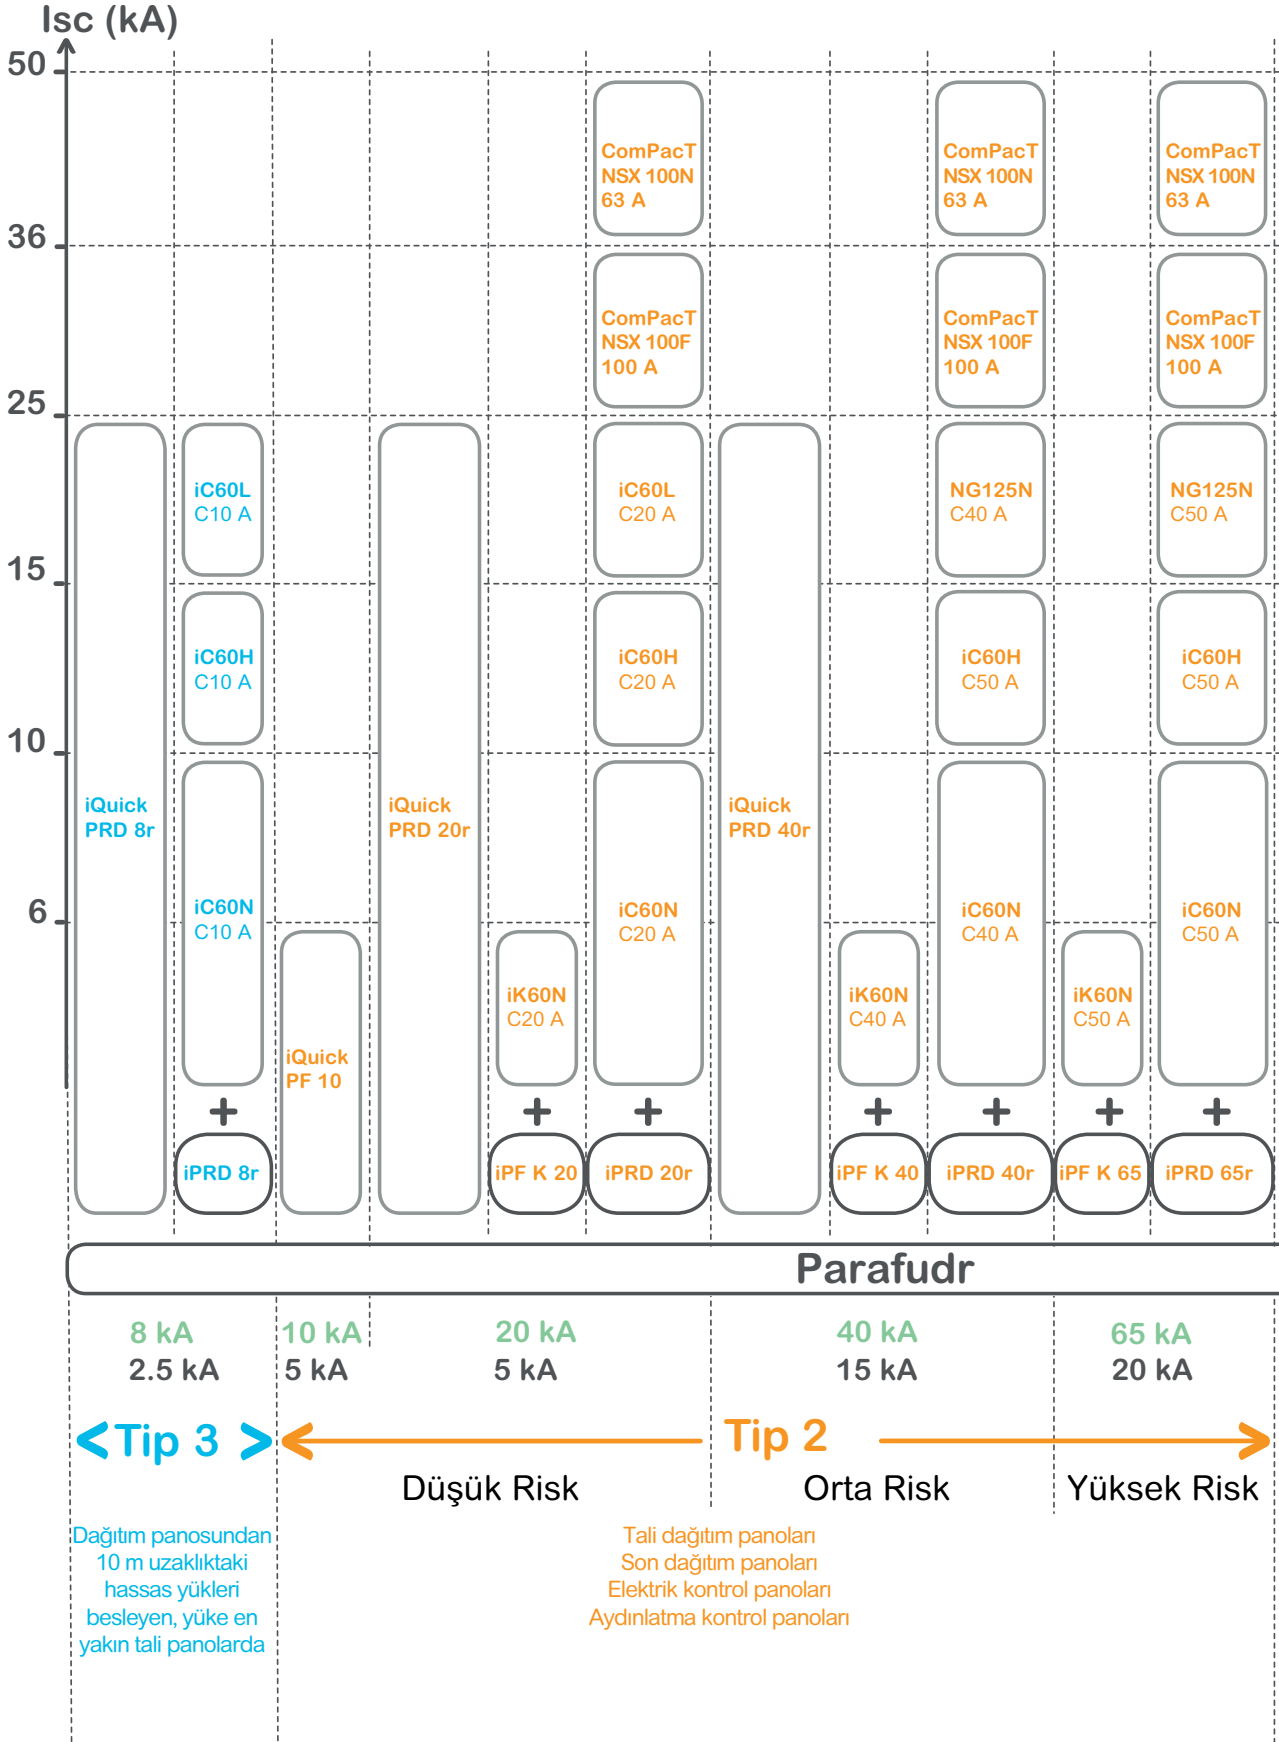 Isc (kA)
50
ComPacT
NSX 100N
63 A
ComPacT
NSX 100N
63 A
ComPacT
NSX 100N
63 A
36
ComPacT
NSX 100F
100 A
ComPacT
NSX 100F
100 A
ComPacT
NSX 100F
100 A
25
iC60L
C10 A
iC60L
C20 A
NG125N
C40 A
NG125N
C50 A
15
iC60H
C10 A
iC60H
C20 A
iC60H
C50 A
iC60H
C50 A
10
iQuick
PRD 8r
iQuick
PRD 20r
iQuick
PRD 40r
6
iC60N
C10 A
iC60N
C20 A
iC60N
C40 A
iC60N
C50 A
iK60N
C20 A
iK60N
C40 A
iK60N
C50 A
iQuick
PF 10
+
+
+
+
+
+
+
iPRD 8r
iPF K 20
iPRD 20r
iPF K 40
iPRD 40r
iPF K 65
iPRD 65r
Parafudr
8 kA
10 kA
20 kA
40 kA
65 kA
2.5 kA
5 kA
5 kA
15 kA
20 kA
Tip 3
Tip 2
Düşük Risk
Orta Risk
Yüksek Risk
Dağıtım panosundan
10 m uzaklıktaki
hassas yükleri
besleyen, yüke en
yakın tali panolarda
Tali dağıtım panoları
Son dağıtım panoları
Elektrik kontrol panoları
Aydınlatma kontrol panoları